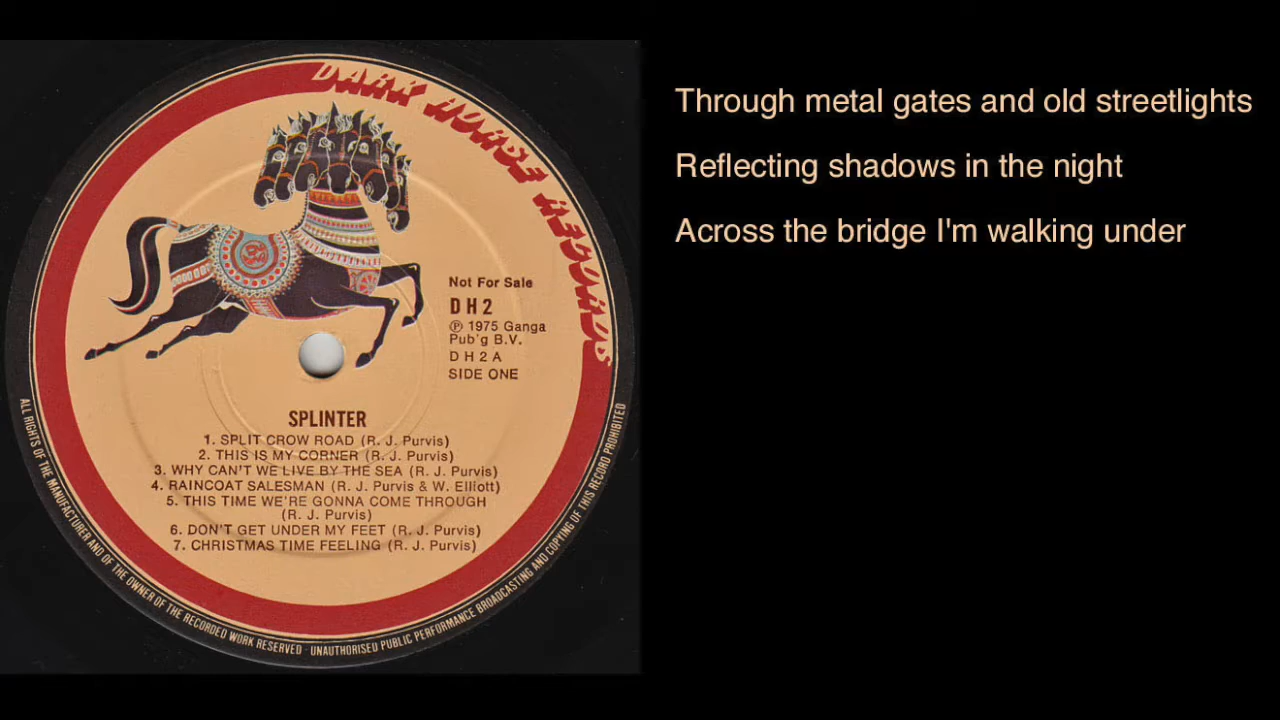 DARK HORSE RECORDS
Not For Sale
DH2
℗ 1975 Ganga
Pub'g B.V.
DH2A
SIDE ONE
SPLINTER
1. SPLIT CROW ROAD (R. J. Purvis)
2. THIS IS MY CORNER (R. J. Purvis)
3. WHY CAN'T WE LIVE BY THE SEA (R. J. Purvis)
4. RAINCOAT SALESMAN (R. J. Purvis & W. Elliott)
5. THIS TIME WE'RE GONNA COME THROUGH
(R. J. Purvis)
6. DON'T GET UNDER MY FEET (R. J. Purvis)
7. CHRISTMAS TIME FEELING (R. J. Purvis)
ALL RIGHTS OF THE MANUFACTURER AND OF THE OWNER OF THE RECORDED WORK RESERVED · UNAUTHORISED PUBLIC PERFORMANCE BROADCASTING AND COPYING OF THIS RECORD PROHIBITED
Through metal gates and old streetlights
Reflecting shadows in the night
Across the bridge I'm walking under